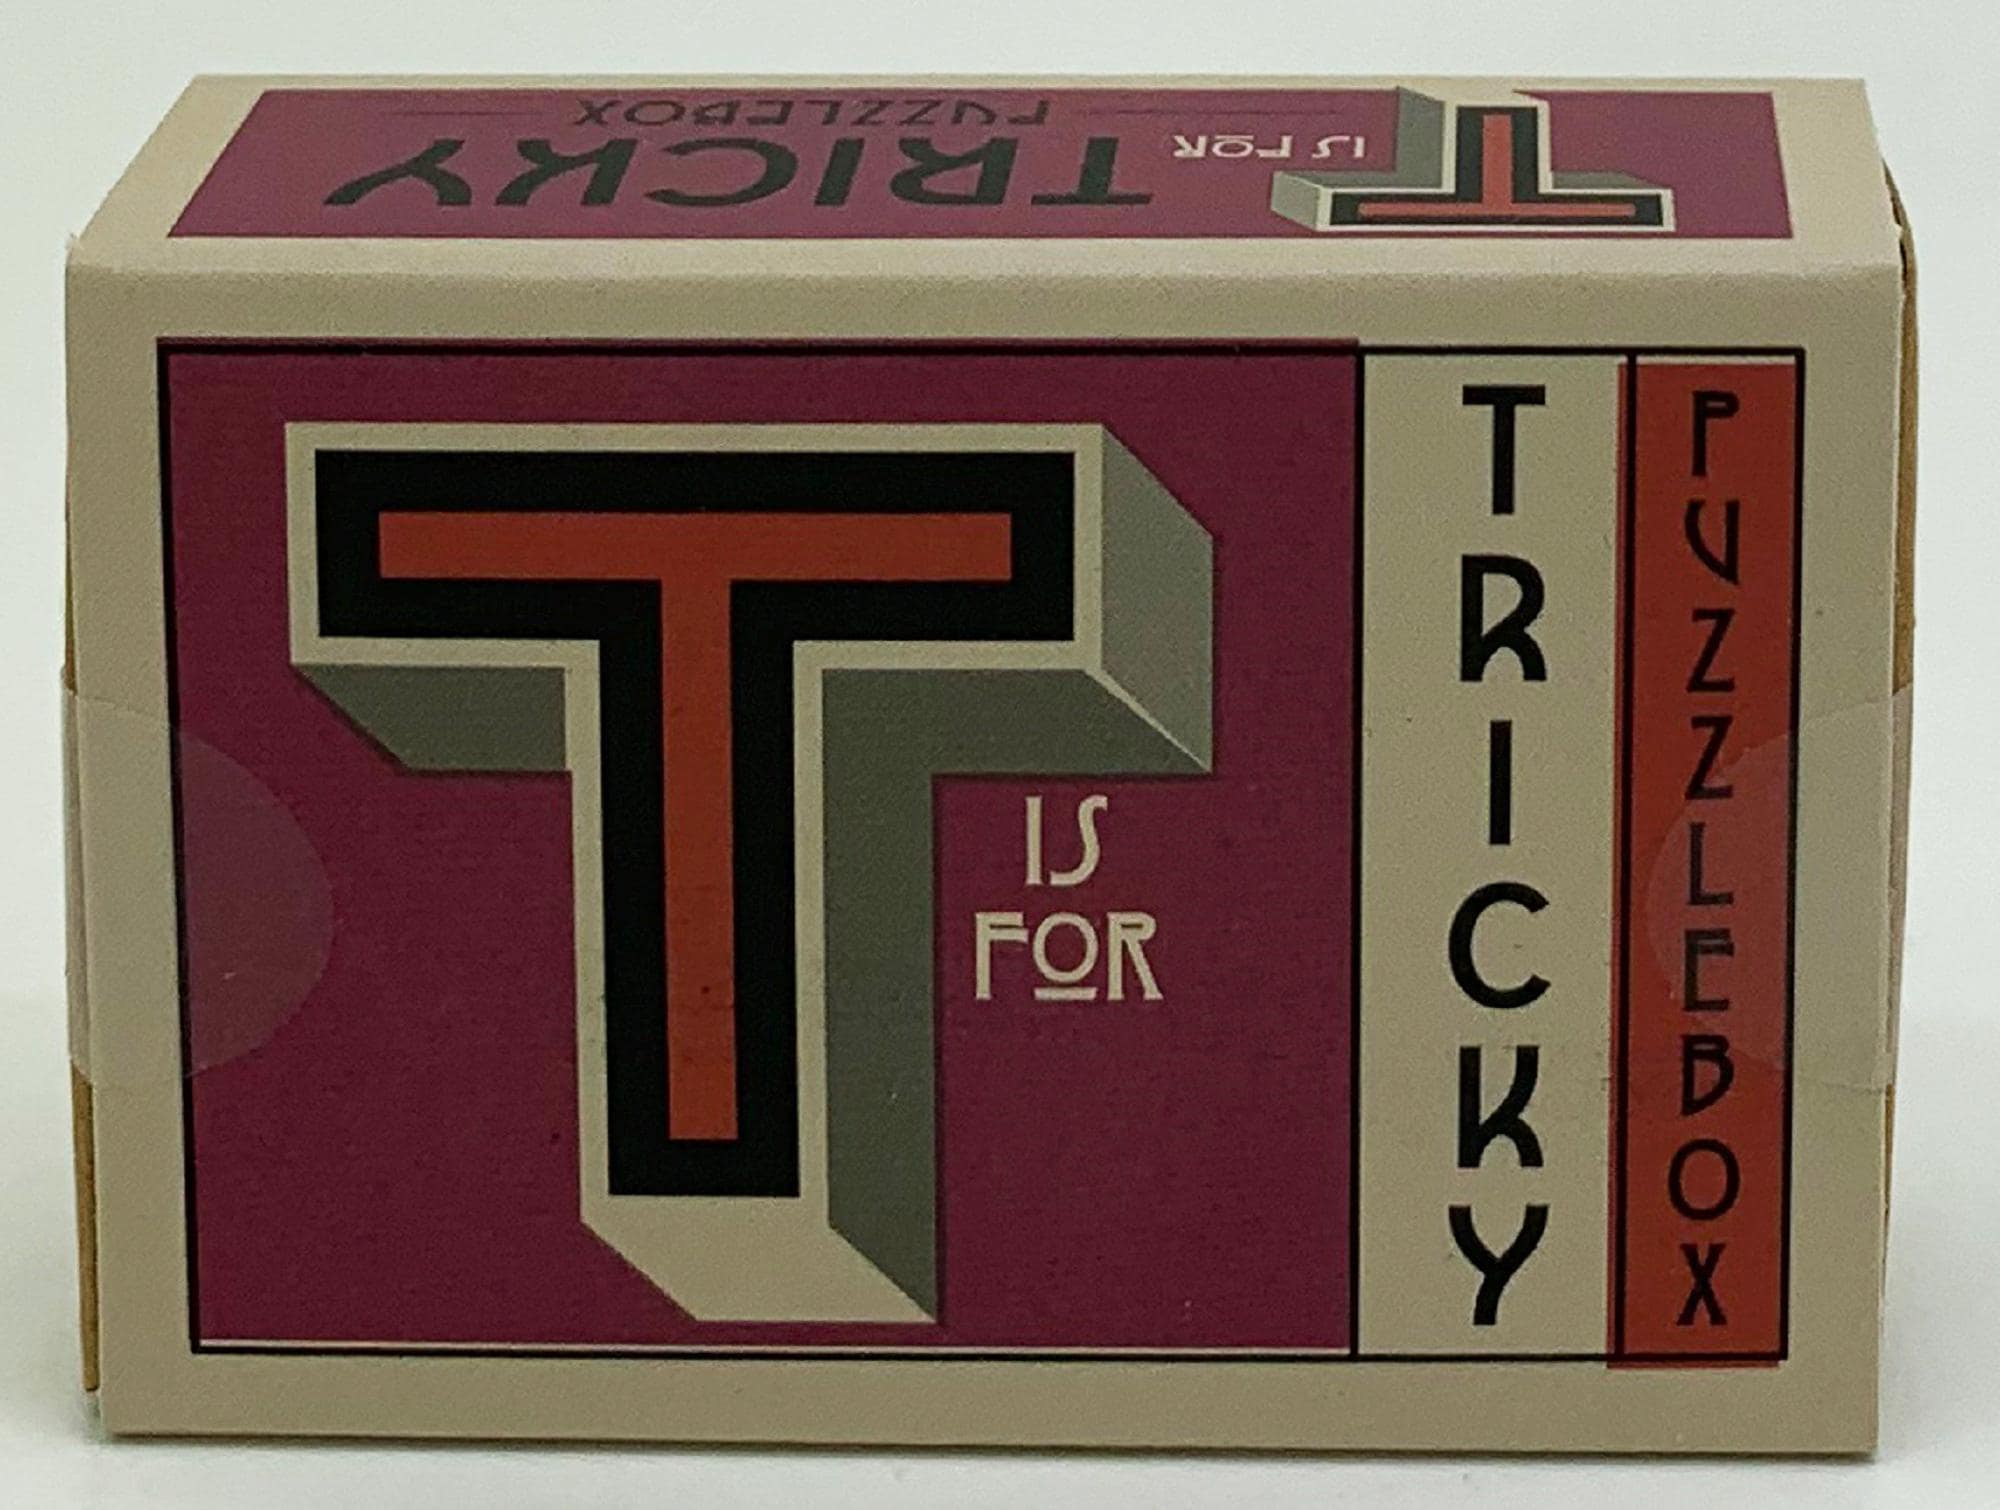 T
IS
FOR
TRICKY
PUZZLEBOX
T
IS FOR
TRICKY
PUZZLEBOX